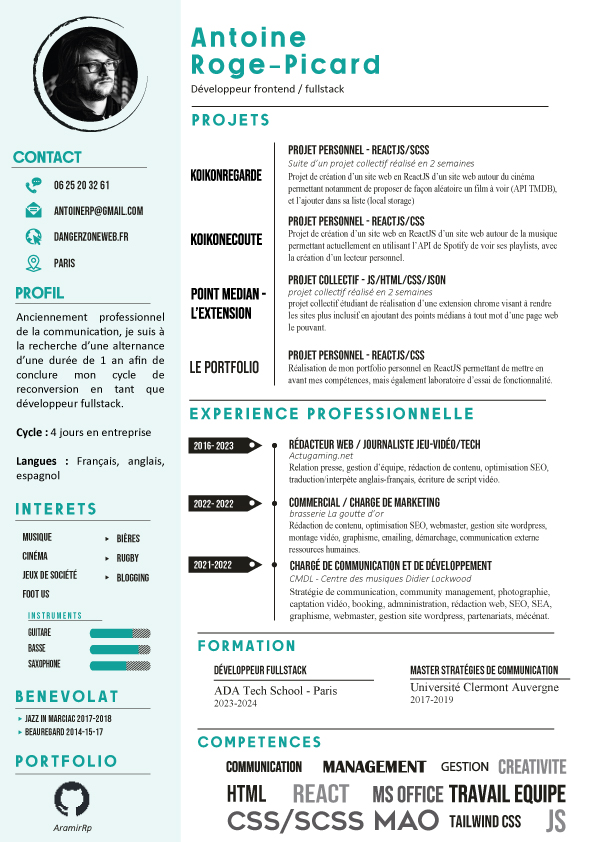 Antoine
Roge-Picard
Développeur frontend / fullstack
CONTACT
06 25 20 32 61
ANTOINERP@GMAIL.COM
DANGERZONEWEB.FR
PARIS
PROFIL
Anciennement professionnel
de la communication, je suis à
la recherche d'une alternance
d'une durée de 1 an afin de
conclure mon cycle de
reconversion en tant que
développeur fullstack.
Cycle : 4 jours en entreprise
Langues : Français, anglais,
espagnol
INTERETS
MUSIQUE
CINÉMA
JEUX DE SOCIÉTÉ
FOOT US
BIÈRES
RUGBY
BLOGGING
INSTRUMENTS
GUITARE
BASSE
SAXOPHONE
BENEVOLAT
JAZZ IN MARCIAC 2017-2018
BEAUREGARD 2014-15-17
PORTFOLIO
AramirRp
PROJETS
KOIKONREGARDE
PROJET PERSONNEL - REACTJS/SCSS
Suite d'un projet collectif réalisé en 2 semaines
Projet de création d'un site web en ReactJS d'un site web autour du cinéma
permettant notamment de proposer de façon aléatoire un film à voir (API TMDB),
et l'ajouter dans sa liste (local storage)
KOIKONECOUTE
PROJET PERSONNEL - REACTJS/CSS
Projet de création d'un site web en ReactJS d'un site web autour de la musique
permettant actuellement en utilisant l'API de Spotify de voir ses playlists, avec
la création d'un lecteur personnel.
POINT MEDIAN -
L'EXTENSION
PROJET COLLECTIF - JS/HTML/CSS/JSON
projet collectif réalisé en 2 semaines
projet collectif étudiant de réalisation d'une extension chrome visant à rendre
les sites plus inclusif en ajoutant des points médians à tout mot d'une page web
le pouvant.
LE PORTFOLIO
PROJET PERSONNEL - REACTJS/CSS
Réalisation de mon portfolio personnel en ReactJS permettant de mettre en
avant mes compétences, mais également laboratoire d'essai de fonctionnalité.
EXPERIENCE PROFESSIONNELLE
2016- 2023
RÉDACTEUR WEB / JOURNALISTE JEU-VIDÉO/TECH
Actugaming.net
Relation presse, gestion d'équipe, rédaction de contenu, optimisation SEO,
traduction/interpète anglais-français, écriture de script vidéo.
2022- 2022
COMMERCIAL / CHARGE DE MARKETING
brasserie La goutte d'or
Rédaction de contenu, optimisation SEO, webmaster, gestion site wordpress,
montage vidéo, graphisme, emailing, démarchage, communication externe
ressources humaines.
2021-2022
CHARGÉ DE COMMUNICATION ET DE DÉVELOPPEMENT
CMDL - Centre des musiques Didier Lockwood
Stratégie de communication, community management, photographie,
captation vidéo, booking, admninistration, rédaction web, SEO, SEA,
graphisme, webmaster, gestion site wordpress, partenariats, mécénat.
FORMATION
DÉVELOPPEUR FULLSTACK
ADA Tech School - Paris
2023-2024
MASTER STRATÉGIES DE COMMUNICATION
Université Clermont Auvergne
2017-2019
COMPETENCES
COMMUNICATION MANAGEMENT GESTION CREATIVITE
HTML REACT MS OFFICE TRAVAIL EQUIPE
CSS/SCSS MAO TAILWIND CSS JS